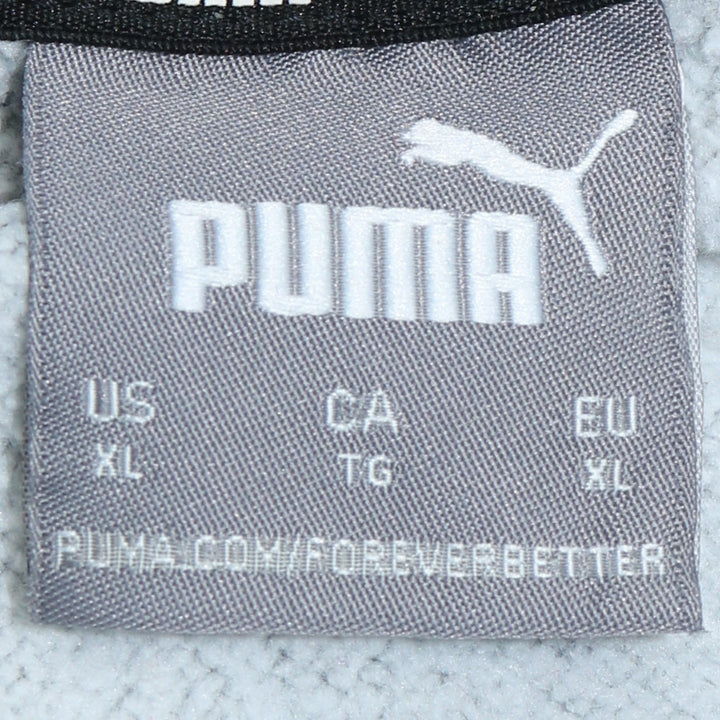 PUMA
US CA EU
XL TG XL
PUMA.COM/FOREVERBETTER